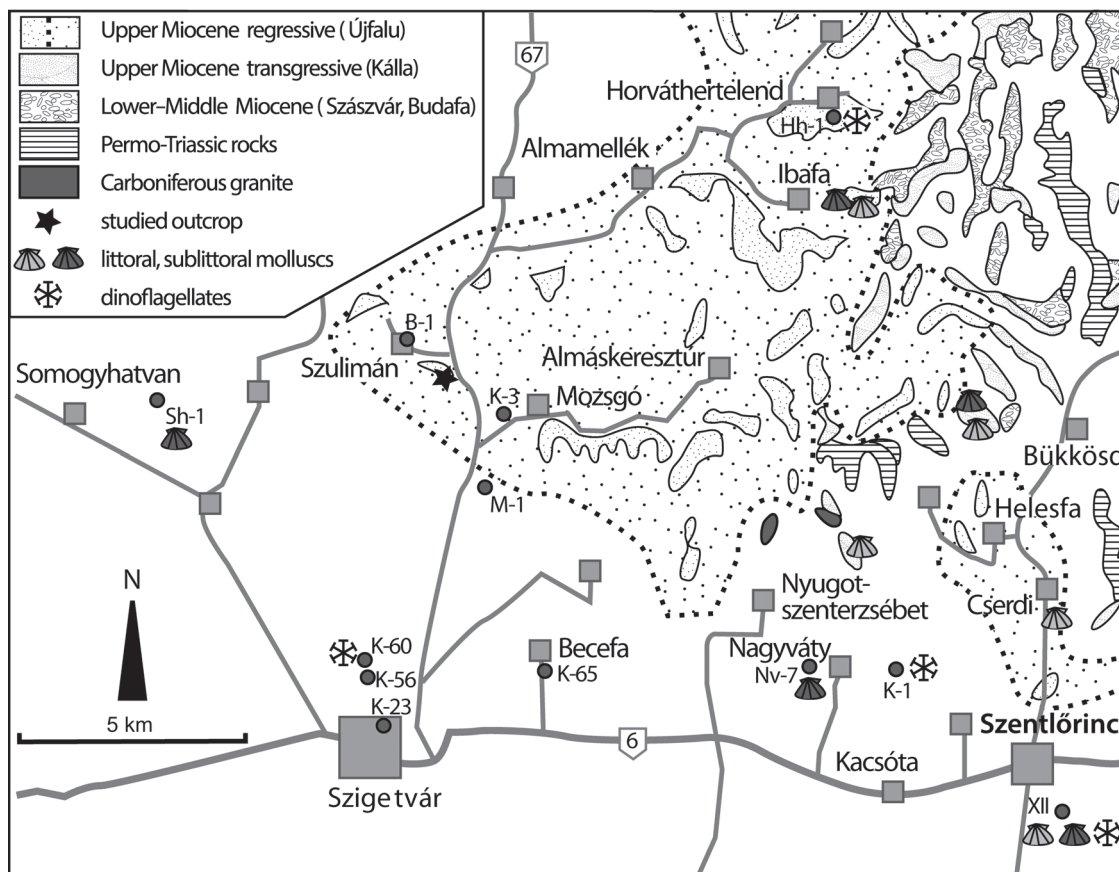 Upper Miocene regressive (Újfalu)
Upper Miocene transgressive (Kálla)
Lower–Middle Miocene (Szászvár, Budafa)
Permo-Triassic rocks
Carboniferous granite
studied outcrop
littoral, sublittoral molluscs
dinoflagellates
67
Horváthertelend
Hh-1
Almamellék
Ibafa
B-1
Szulimán
Almáskeresztúr
Somogyhatvan
Sh-1
K-3
Mozsgó
M-1
Bükkösd
Helesfa
N
5 km
Nyugot-
szenterzsébet
Cserdi
K-60
K-56
K-23
Becefa
K-65
Nagyváty
Nv-7
K-1
6
Szentlőrinc
Kacsóta
Szigetvár
XII